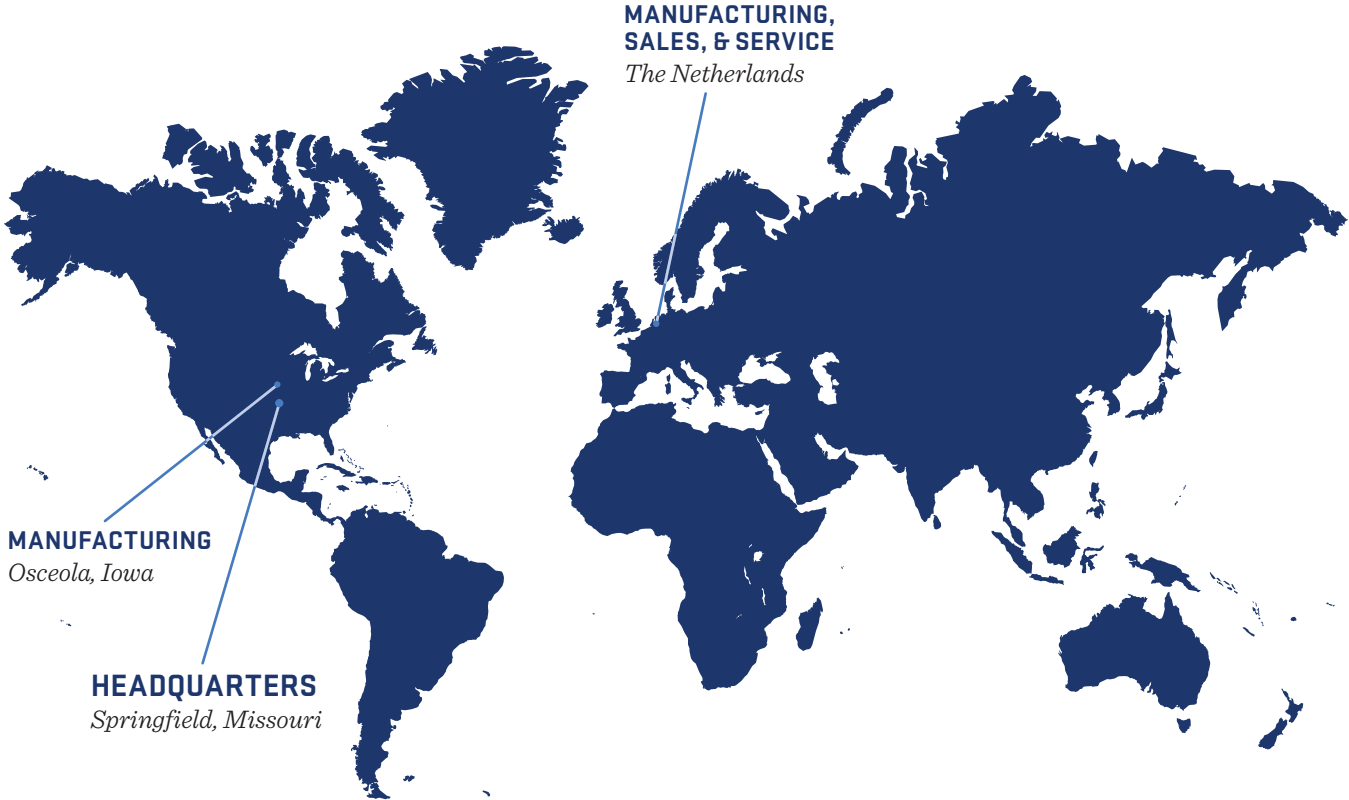 MANUFACTURING,
SALES, & SERVICE
The Netherlands
MANUFACTURING
Osceola, Iowa
HEADQUARTERS
Springfield, Missouri